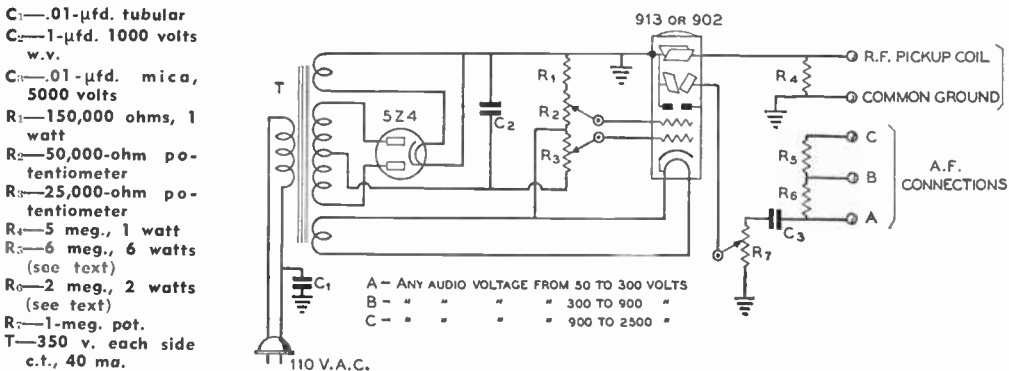 C₁—.01-µfd. tubular
C₂—1-µfd. 1000 volts
w.v.
C₃—.01-µfd. mica,
5000 volts
R₁—150,000 ohms, 1
watt
R₂—50,000-ohm po-
tentiometer
R₃—25,000-ohm po-
tentiometer
R₄—5 meg., 1 watt
R₅—6 meg., 6 watts
(see text)
R₆—2 meg., 2 watts
(see text)
R₇—1-meg. pot.
T—350 v. each side
c.t., 40 ma.
913 OR 902
T
5Z4
C₂
R₁
R₂
R₃
R₄
R.F. PICKUP COIL
COMMON GROUND
R₅
R₆
C
B
A
A.F.
CONNECTIONS
C₃
R₇
C₁
110 V.A.C.
A – ANY AUDIO VOLTAGE FROM 50 TO 300 VOLTS
B – " " " " 300 TO 900 "
C – " " " " 900 TO 2500 "